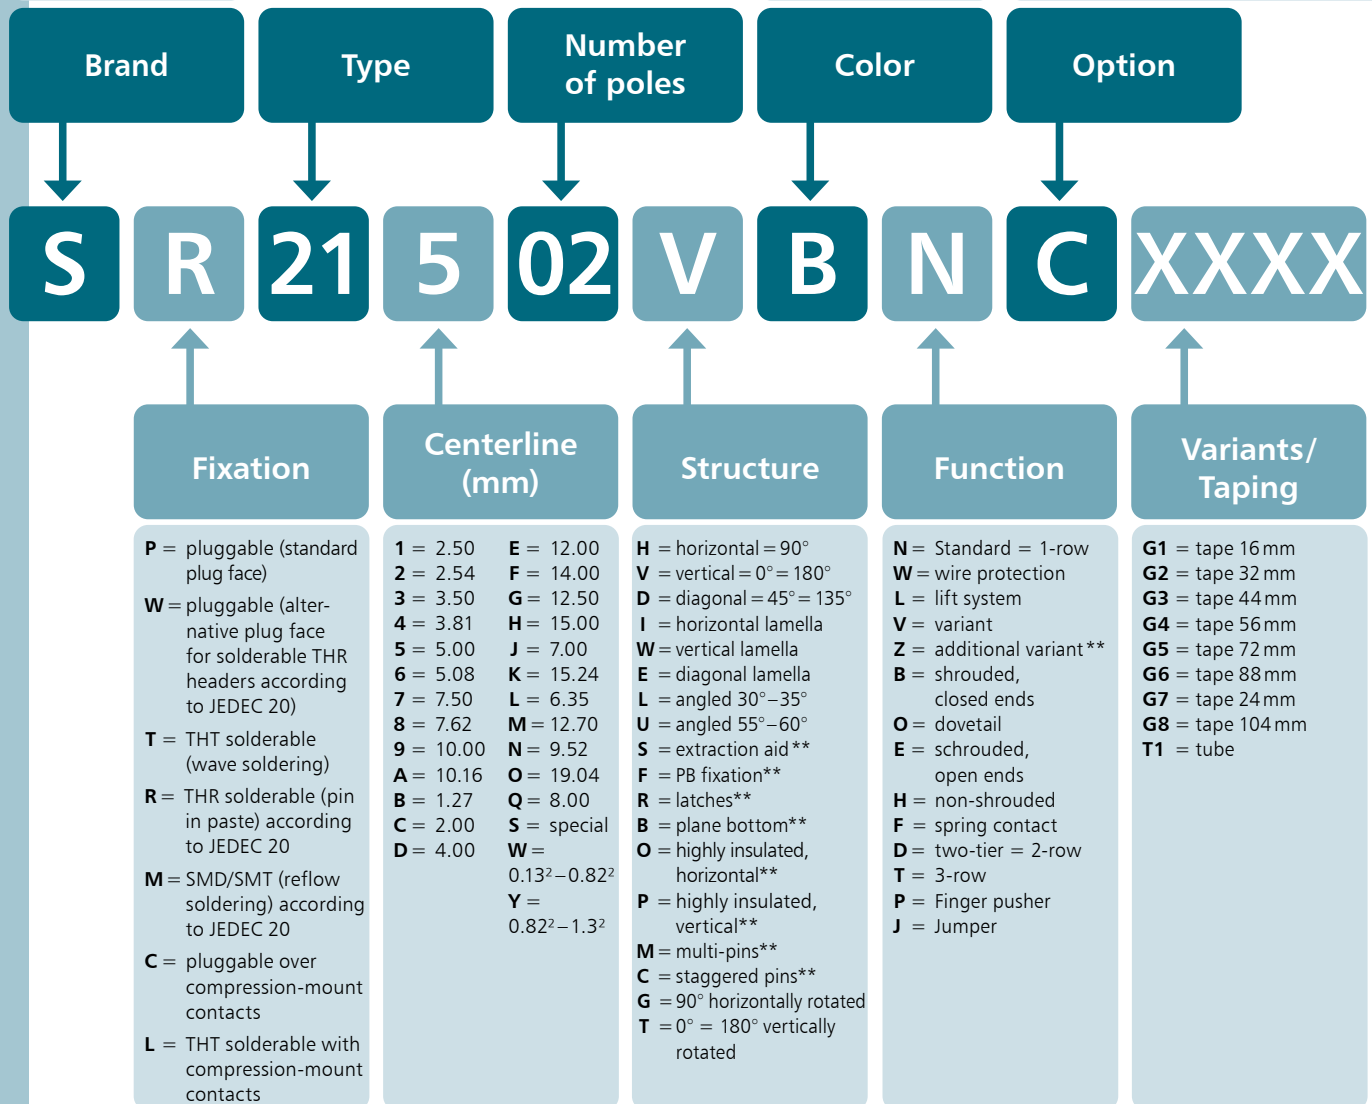 Brand
Type
Number
of poles
Color
Option
S R 21 5 02 V B N C XXXX
Fixation
P = pluggable (standard
plug face)
W = pluggable (alter-
native plug face
for solderable THR
headers according
to JEDEC 20)
T = THT solderable
(wave soldering)
R = THR solderable (pin
in paste) according
to JEDEC 20
M = SMD/SMT (reflow
soldering) according
to JEDEC 20
C = pluggable over
compression-mount
contacts
L = THT solderable with
compression-mount
contacts
Centerline
(mm)
1 = 2.50
2 = 2.54
3 = 3.50
4 = 3.81
5 = 5.00
6 = 5.08
7 = 7.50
8 = 7.62
9 = 10.00
A = 10.16
B = 1.27
C = 2.00
D = 4.00
E = 12.00
F = 14.00
G = 12.50
H = 15.00
J = 7.00
K = 15.24
L = 6.35
M = 12.70
N = 9.52
O = 19.04
Q = 8.00
S = special
W =
0.13²–0.82²
Y =
0.82²–1.3²
Structure
H = horizontal = 90°
V = vertical = 0° = 180°
D = diagonal = 45° = 135°
I = horizontal lamella
W = vertical lamella
E = diagonal lamella
L = angled 30°–35°
U = angled 55°–60°
S = extraction aid**
F = PB fixation**
R = latches**
B = plane bottom**
O = highly insulated,
horizontal**
P = highly insulated,
vertical**
M = multi-pins**
C = staggered pins**
G = 90° horizontally rotated
T = 0° = 180° vertically
rotated
Function
N = Standard = 1-row
W = wire protection
L = lift system
V = variant
Z = additional variant**
B = shrouded,
closed ends
O = dovetail
E = schrouded,
open ends
H = non-shrouded
F = spring contact
D = two-tier = 2-row
T = 3-row
P = Finger pusher
J = Jumper
Variants/
Taping
G1 = tape 16 mm
G2 = tape 32 mm
G3 = tape 44 mm
G4 = tape 56 mm
G5 = tape 72 mm
G6 = tape 88 mm
G7 = tape 24 mm
G8 = tape 104 mm
T1 = tube